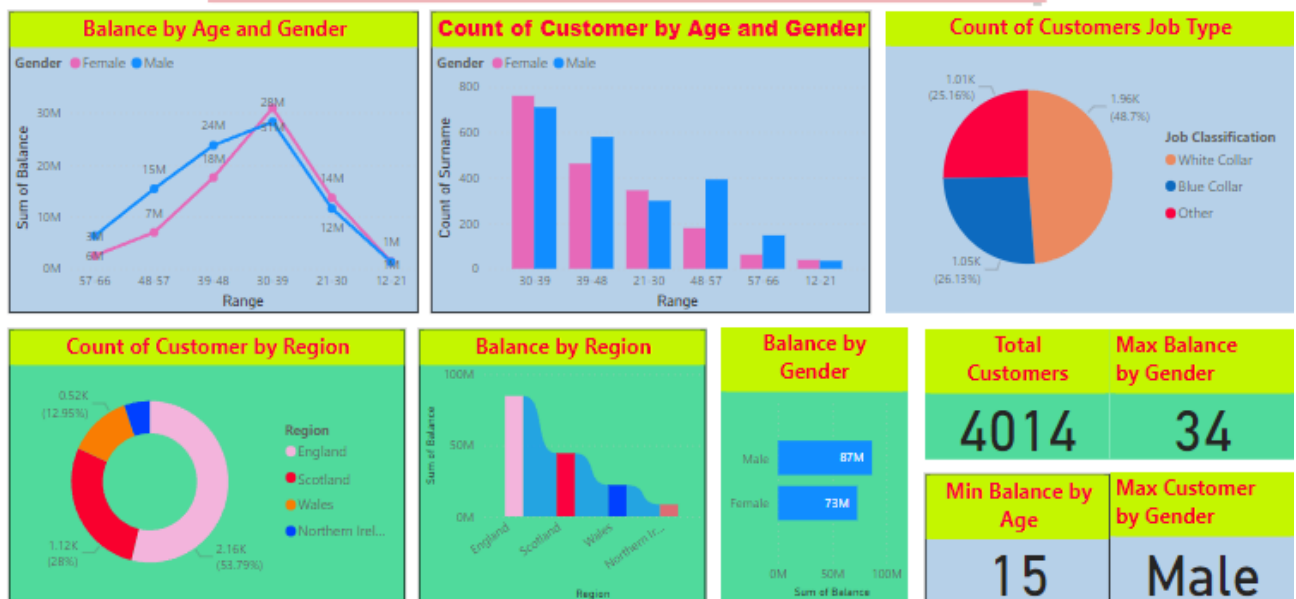 Balance by Age and Gender
Gender Female Male
Sum of Balance
30M
20M
10M
0M
28M
24M
18M
15M
7M
14M
12M
1M
57-66 48-57 39-48 30-39 21-30 12-21
Range
Count of Customer by Age and Gender
Gender Female Male
Count of Surname
800
600
400
200
0
30-39 39-48 21-30 48-57 57-66 12-21
Range
Count of Customers Job Type
1.01K
(25.16%)
1.96K
(48.7%)
1.05K
(26.13%)
Job Classification
White Collar
Blue Collar
Other
Count of Customer by Region
0.52K
(12.95%)
1.12K
(28%)
2.16K
(53.79%)
Region
England
Scotland
Wales
Northern Irel...
Balance by Region
Sum of Balance
100M
50M
0M
England
Scotland
Wales
Northern Ir...
Region
Balance by
Gender
Male 87M
Female 73M
0M 50M 100M
Sum of Balance
Total
Customers
4014
Max Balance
by Gender
34
Min Balance by
Age
15
Max Customer
by Gender
Male